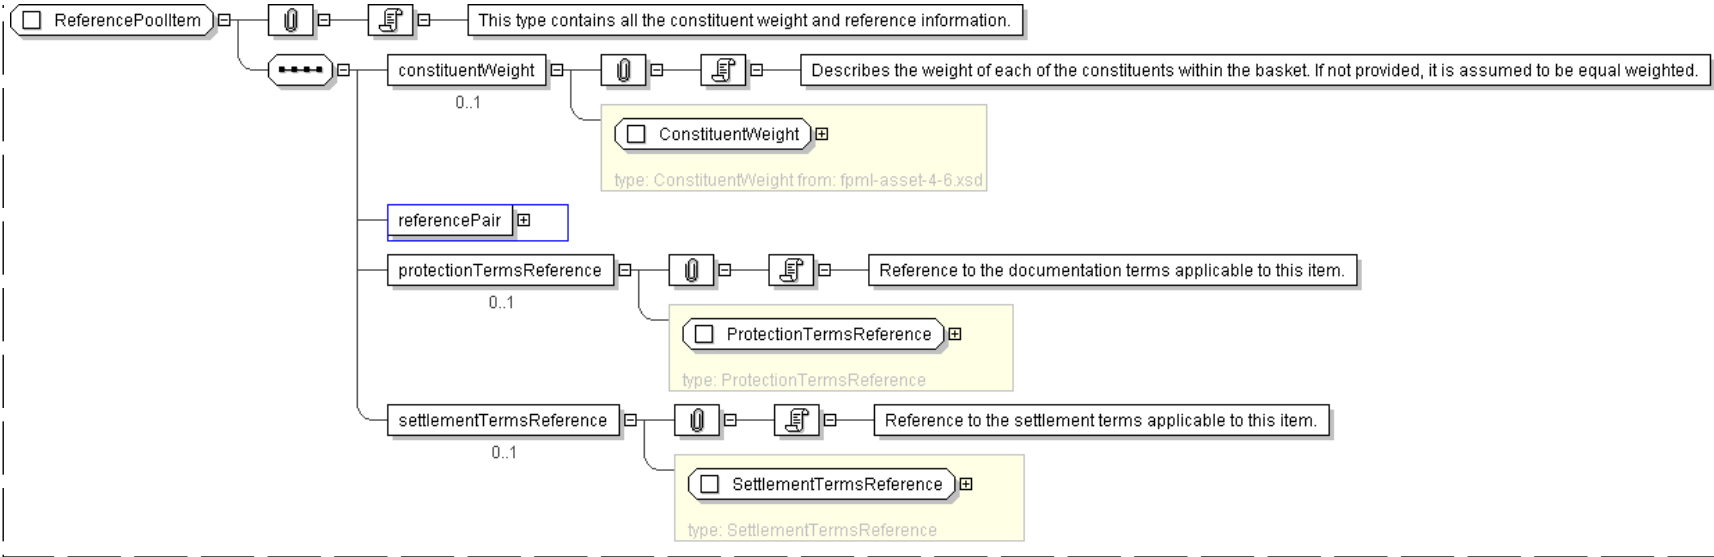 ReferencePoolItem
This type contains all the constituent weight and reference information.
constituentWeight
Describes the weight of each of the constituents within the basket. If not provided, it is assumed to be equal weighted.
0..1
ConstituentWeight
type: ConstituentWeight from: fpml-asset-4-6.xsd
referencePair
protectionTermsReference
Reference to the documentation terms applicable to this item.
0..1
ProtectionTermsReference
type: ProtectionTermsReference
settlementTermsReference
Reference to the settlement terms applicable to this item.
0..1
SettlementTermsReference
type: SettlementTermsReference